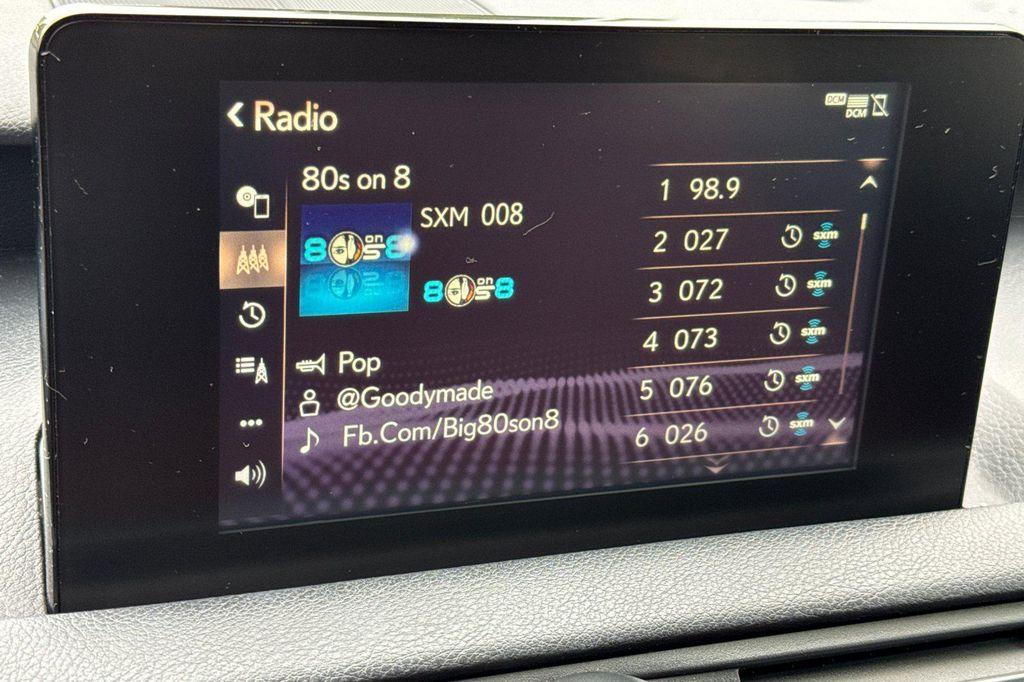 Radio
DCM
DCM
80s on 8
SXM 008
80s on 8
80s on 8
Pop
@Goodymade
Fb.Com/Big80son8
1 98.9
2 027 sxm
3 072 sxm
4 073 sxm
5 076 sxm
6 026 sxm